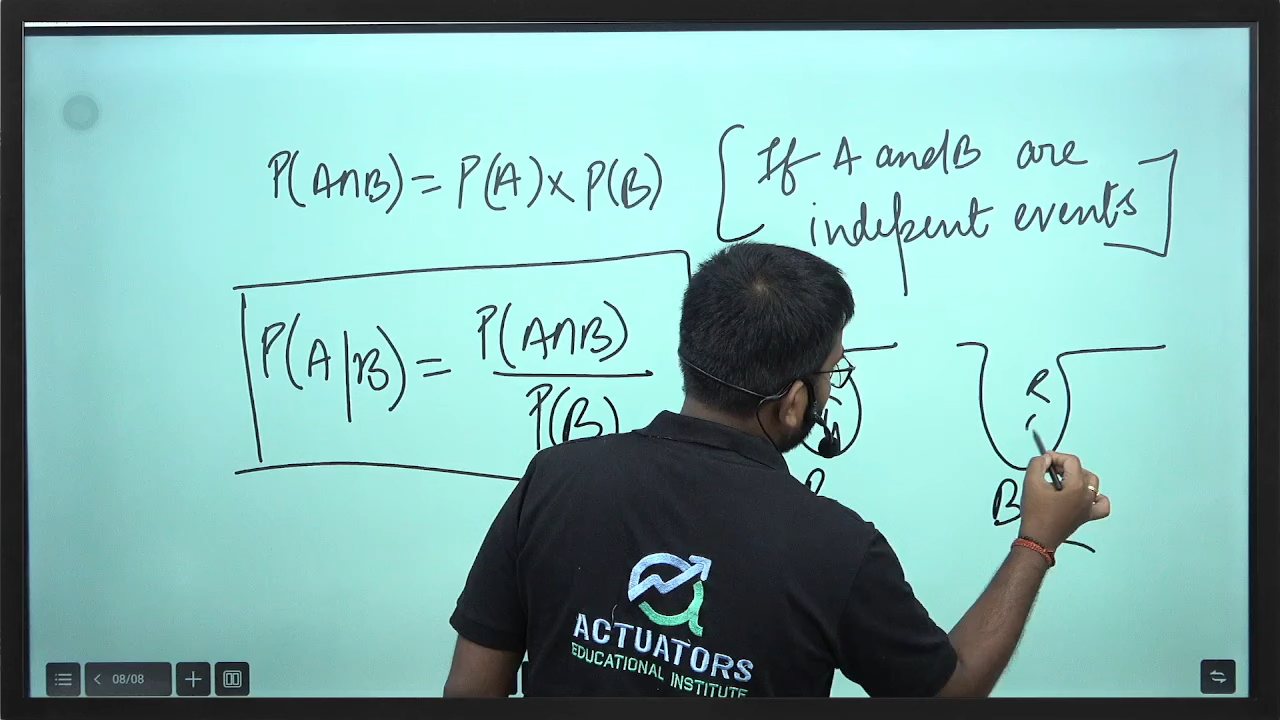 P(A∩B) = P(A) × P(B)
[If A and B are
indepent events]
P(A|B) = P(A∩B)
P(B)
R
B
ACTUATORS
EDUCATIONAL INSTITUTE
08/08